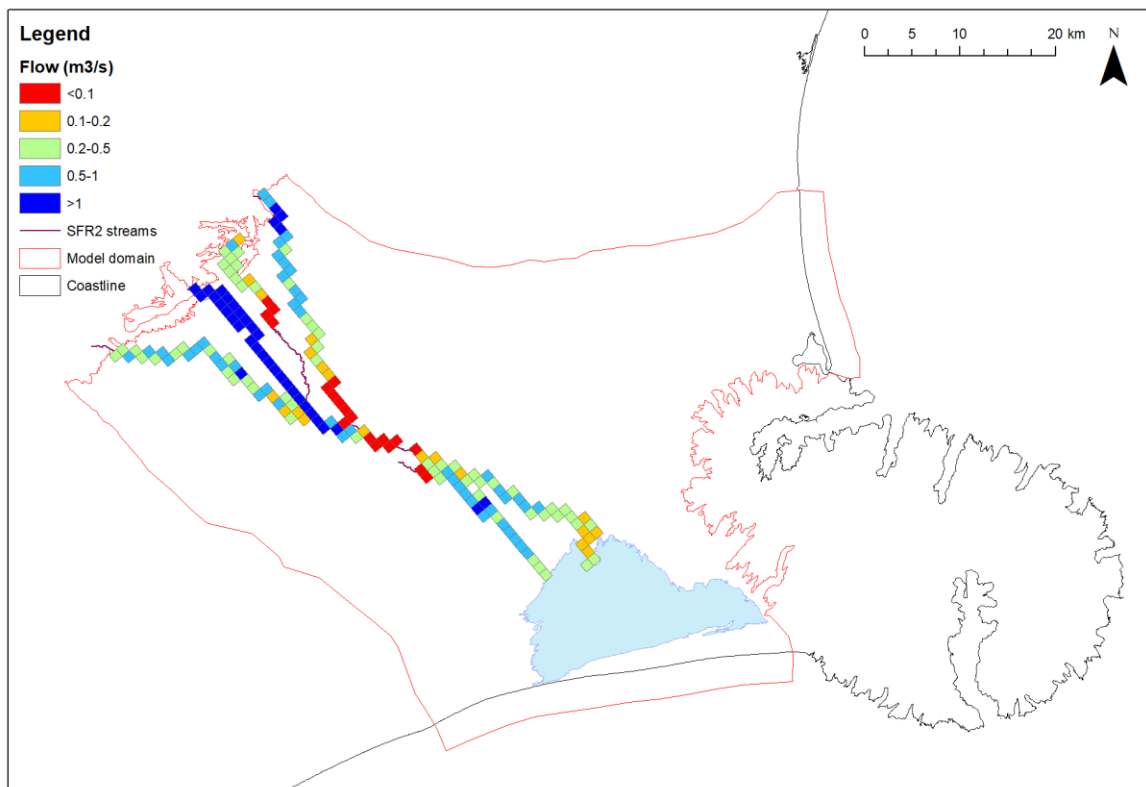 Legend
Flow (m3/s)
<0.1
0.1-0.2
0.2-0.5
0.5-1
>1
SFR2 streams
Model domain
Coastline
0 5 10 20 km
N